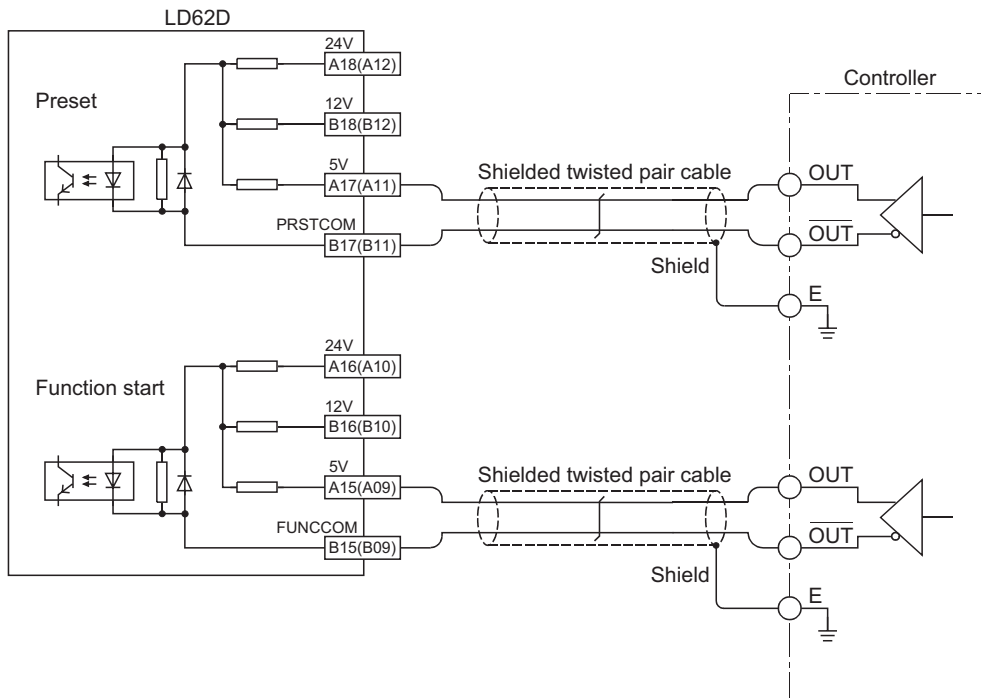 LD62D
Controller
Preset
24V
A18(A12)
12V
B18(B12)
5V
A17(A11)
PRSTCOM
B17(B11)
Shielded twisted pair cable
Shield
OUT
OUT
E
Function start
24V
A16(A10)
12V
B16(B10)
5V
A15(A09)
FUNCCOM
B15(B09)
Shielded twisted pair cable
Shield
OUT
OUT
E